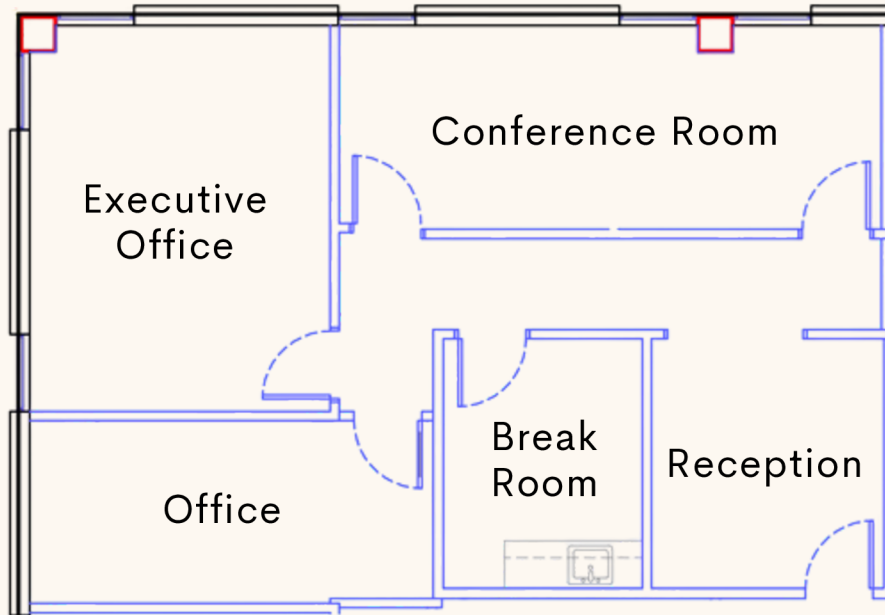 Conference Room
Executive
Office
Break
Room
Reception
Office